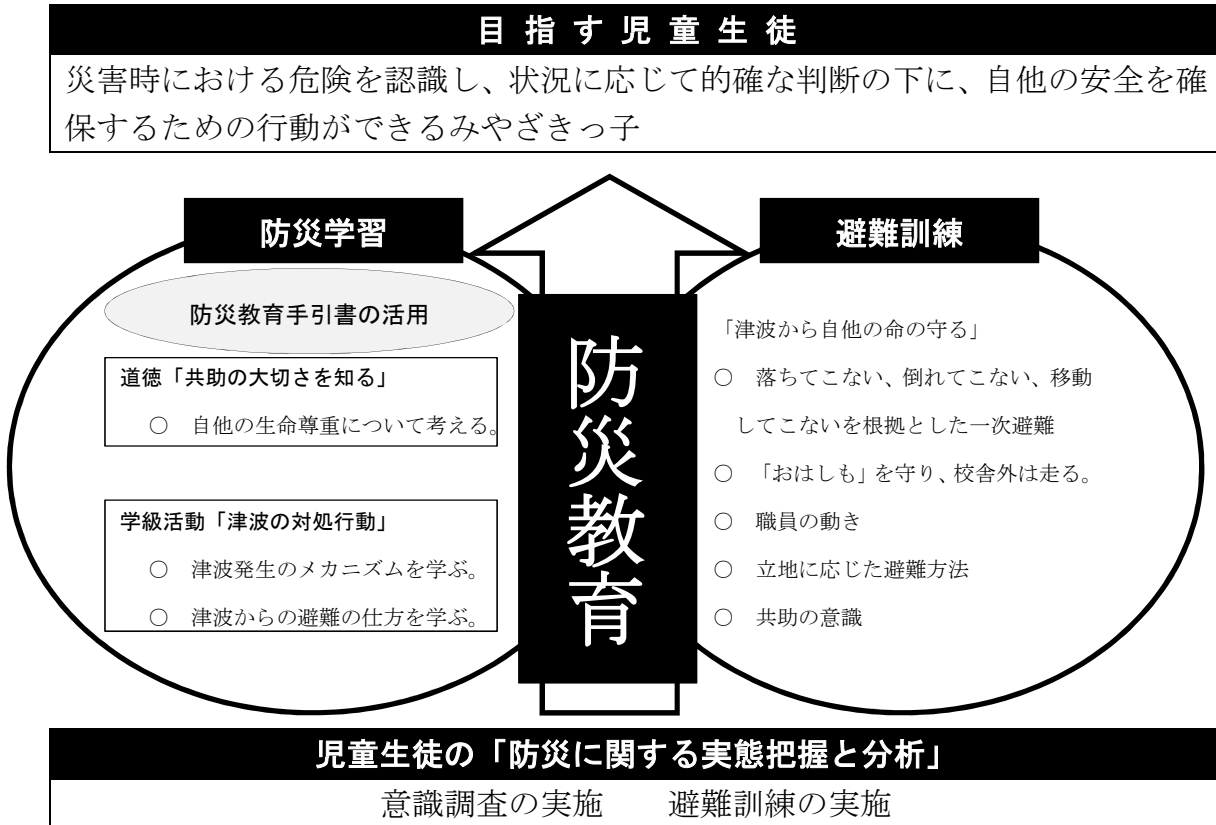 目指す児童生徒
災害時における危険を認識し、状況に応じて的確な判断の下に、自他の安全を確
保するための行動ができるみやざきっ子
防災学習
防災教育手引書の活用
道徳「共助の大切さを知る」
○ 自他の生命尊重について考える。
学級活動「津波の対処行動」
○ 津波発生のメカニズムを学ぶ。
○ 津波からの避難の仕方を学ぶ。
防災教育
避難訓練
「津波から自他の命の守る」
○ 落ちてこない、倒れてこない、移動
してこないを根拠とした一次避難
○ 「おはしも」を守り、校舎外は走る。
○ 職員の動き
○ 立地に応じた避難方法
○ 共助の意識
児童生徒の「防災に関する実態把握と分析」
意識調査の実施　　避難訓練の実施